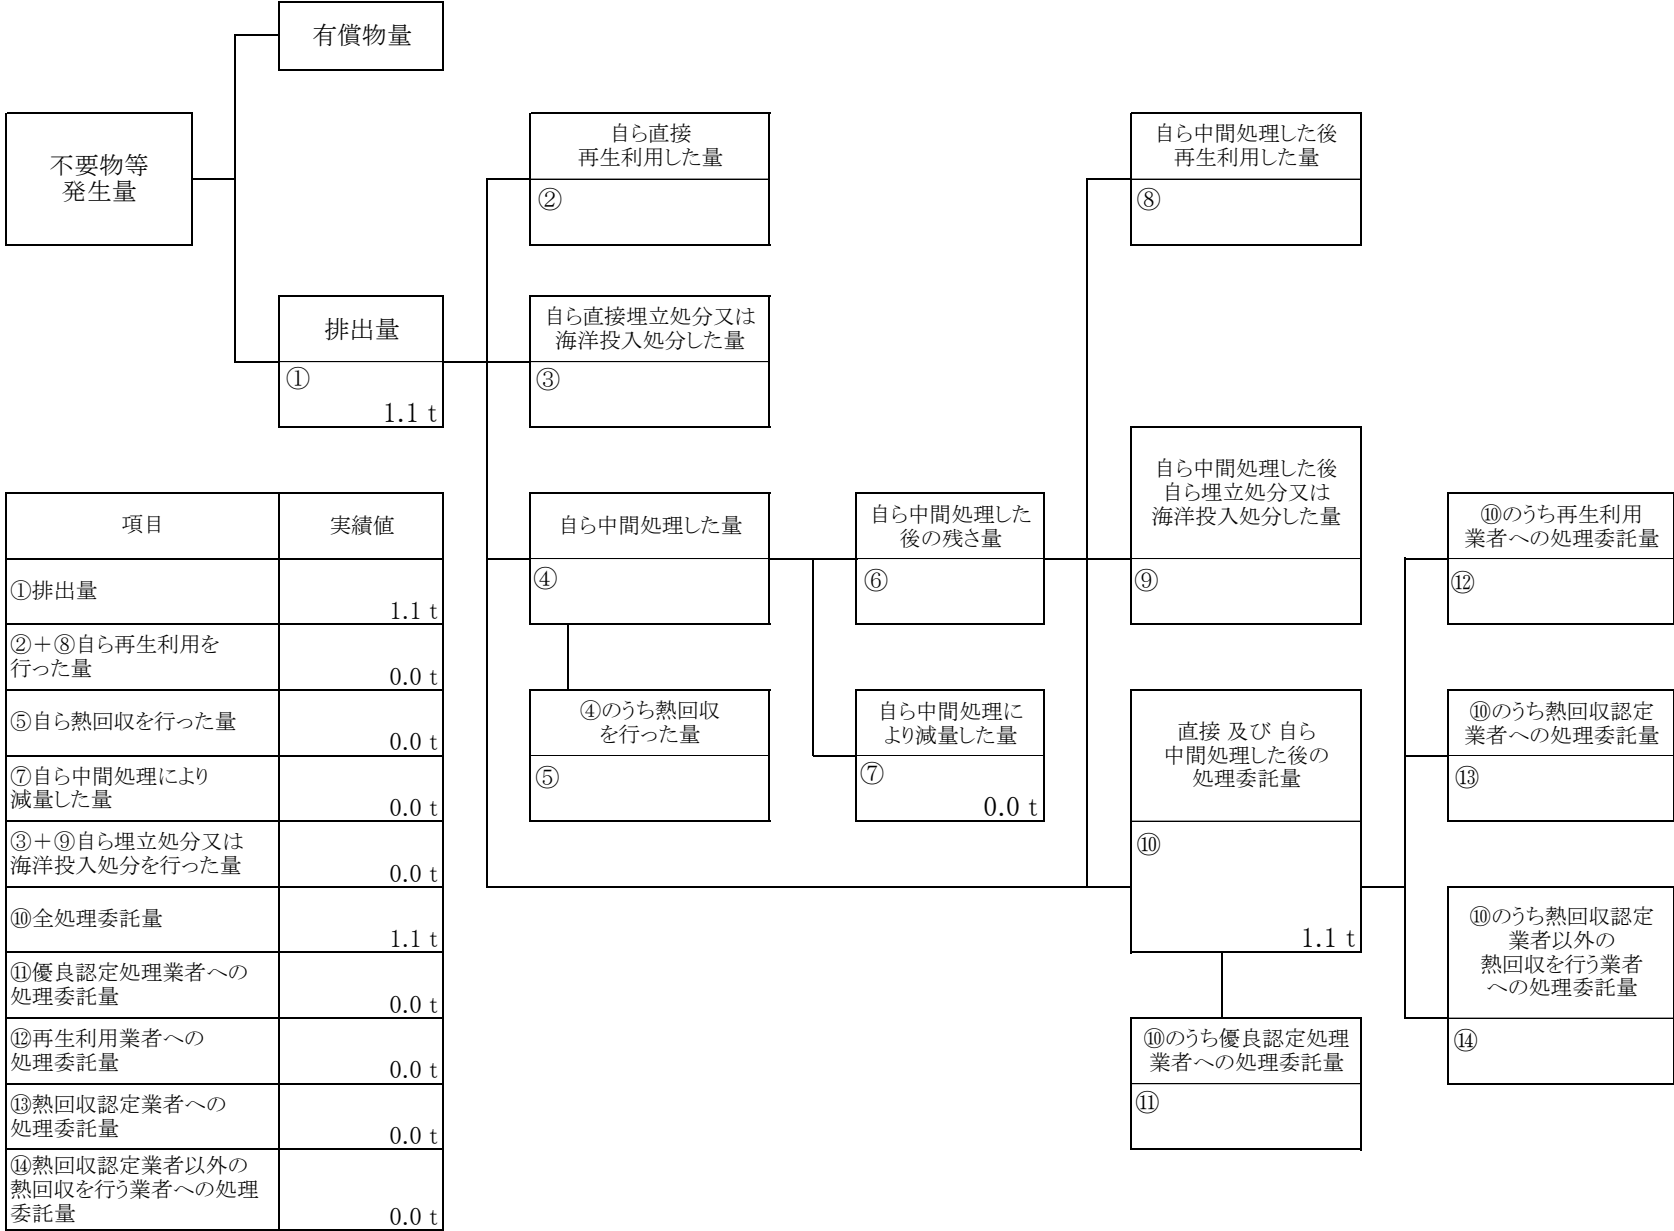 有償物量
不要物等
発生量
自ら直接
再生利用した量
②
自ら中間処理した後
再生利用した量
⑧
排出量
①
1.1 t
自ら直接埋立処分又は
海洋投入処分した量
③
自ら中間処理した量
④
自ら中間処理した
後の残さ量
⑥
自ら中間処理した後
自ら埋立処分又は
海洋投入処分した量
⑨
⑩のうち再生利用
業者への処理委託量
⑫
④のうち熱回収
を行った量
⑤
自ら中間処理に
より減量した量
⑦
0.0 t
直接 及び 自ら
中間処理した後の
処理委託量
⑩
1.1 t
⑩のうち熱回収認定
業者への処理委託量
⑬
⑩のうち熱回収認定
業者以外の
熱回収を行う業者
への処理委託量
⑭
⑩のうち優良認定処理
業者への処理委託量
⑪
項目 実績値
①排出量
1.1 t
②＋⑧自ら再生利用を
行った量
0.0 t
⑤自ら熱回収を行った量
0.0 t
⑦自ら中間処理により
減量した量
0.0 t
③＋⑨自ら埋立処分又は
海洋投入処分を行った量
0.0 t
⑩全処理委託量
1.1 t
⑪優良認定処理業者への
処理委託量
0.0 t
⑫再生利用業者への
処理委託量
0.0 t
⑬熱回収認定業者への
処理委託量
0.0 t
⑭熱回収認定業者以外の
熱回収を行う業者への処理
委託量
0.0 t